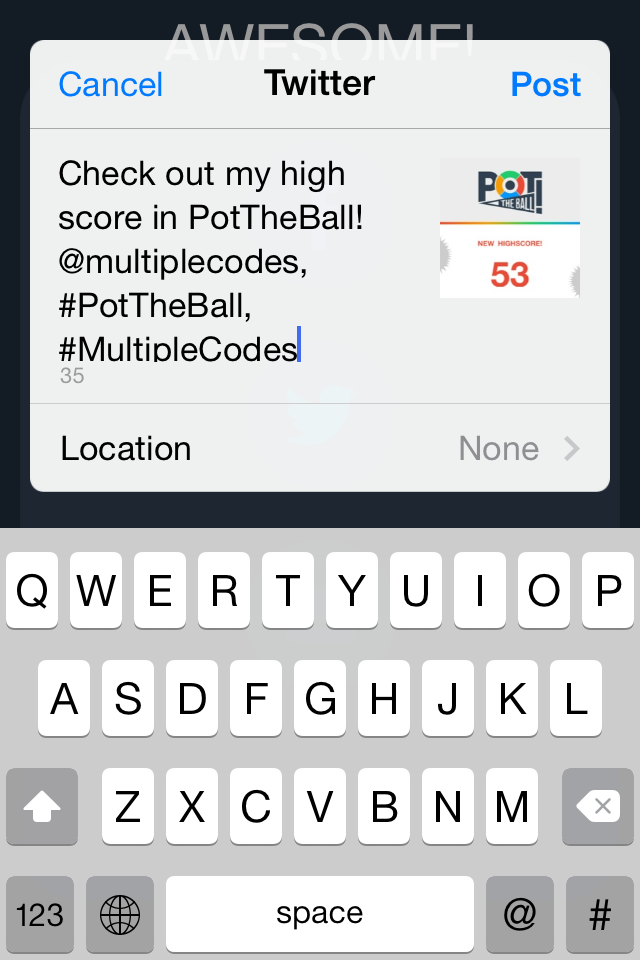 AWESOME!
Cancel Twitter Post
Check out my high
score in PotTheBall!
@multiplecodes,
#PotTheBall,
#MultipleCodes
35
POT!
THE BALL!
NEW HIGHSCORE!
53
Location None
Q W E R T Y U I O P
A S D F G H J K L
Z X C V B N M
123 space @ #